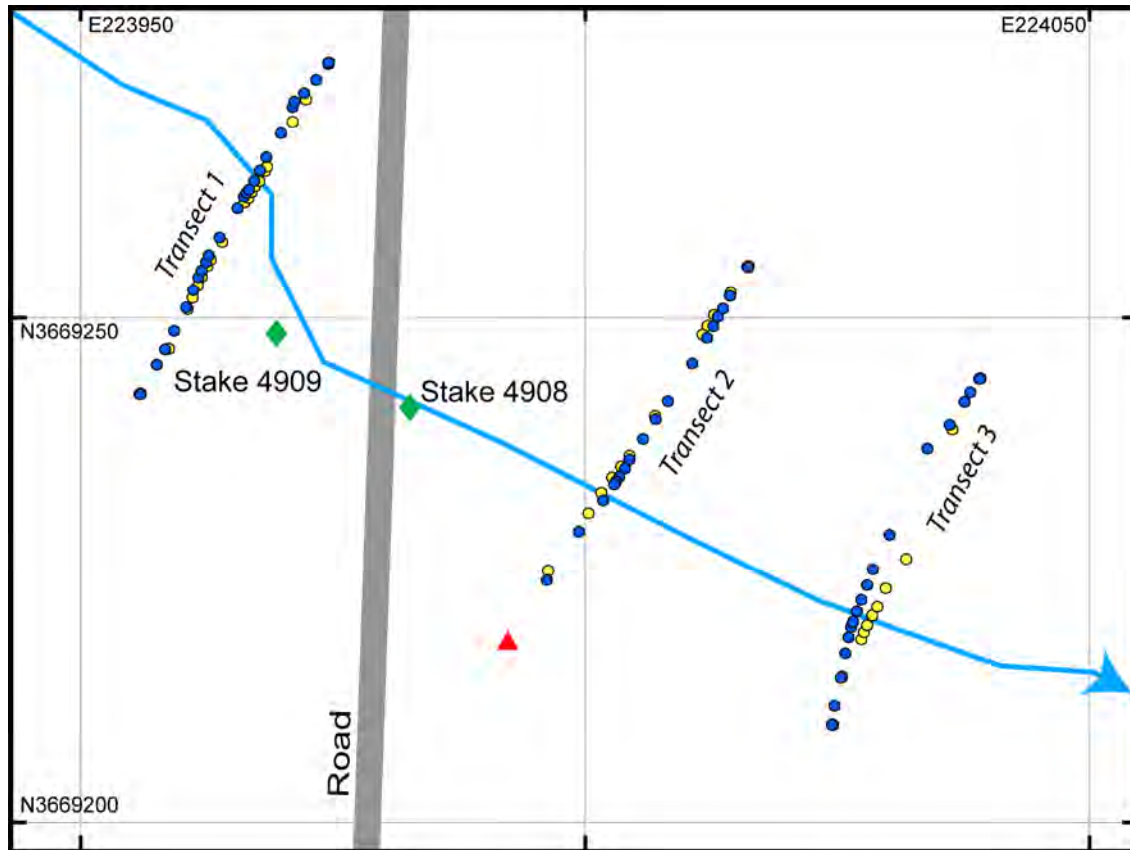 E223950
E224050
Transect 1
N3669250
Stake 4909
Stake 4908
Transect 2
Transect 3
Road
N3669200